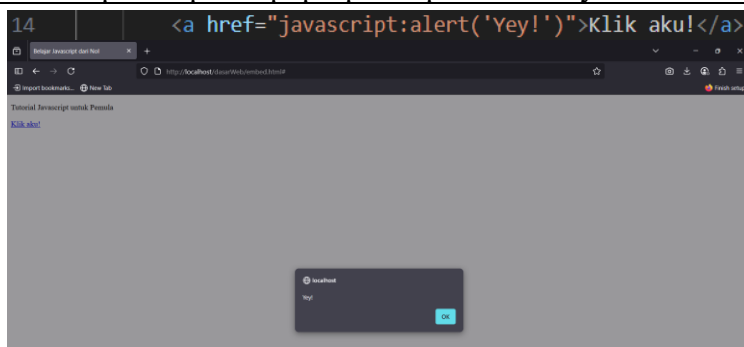 14 <a href="javascript:alert('Yey!')">Klik aku!</a>
Belajar Javascript dari Nol
http://localhost/dasarWeb/embed.html#
Import bookmarks... New Tab
Finish setup
Tutorial Javascript untuk Pemula
Klik aku!
localhost
Yey!
OK